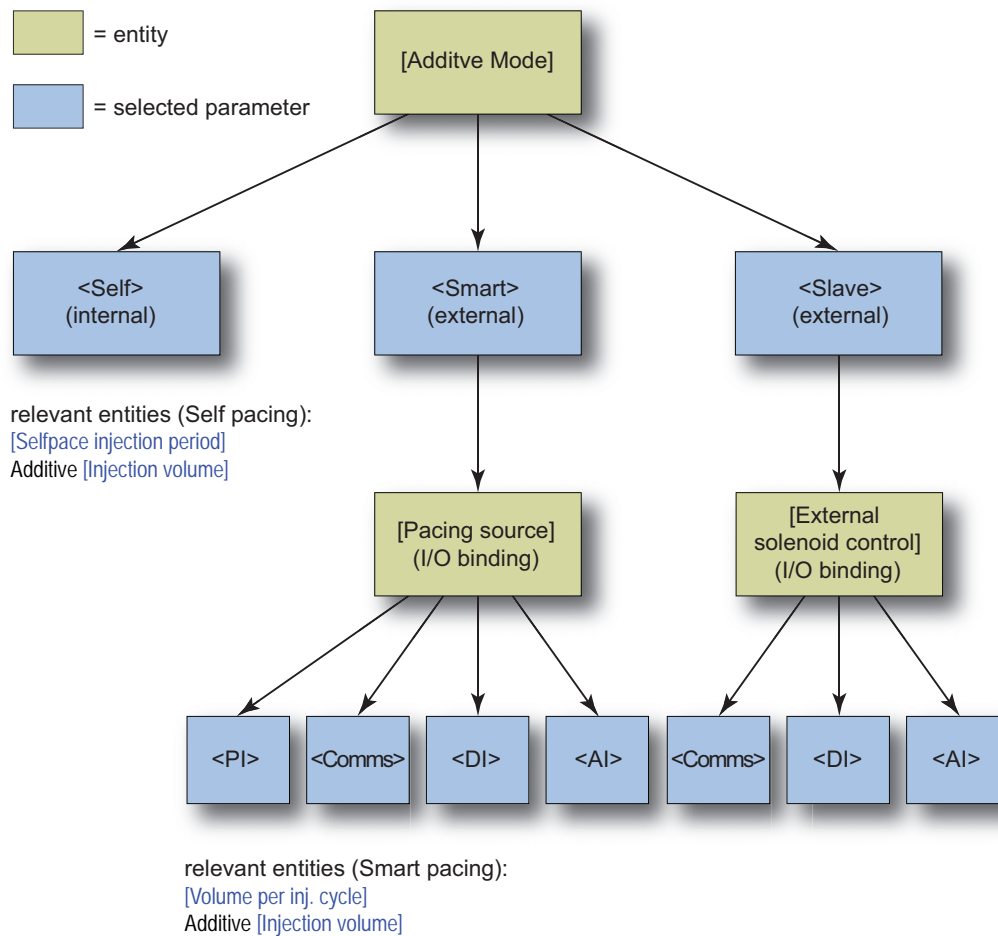 = entity
= selected parameter
[Additve Mode]
<Self>
(internal)
<Smart>
(external)
<Slave>
(external)
relevant entities (Self pacing):
[Selfpace injection period]
Additive [Injection volume]
[Pacing source]
(I/O binding)
[External
solenoid control]
(I/O binding)
<PI>
<Comms>
<DI>
<AI>
<Comms>
<DI>
<AI>
relevant entities (Smart pacing):
[Volume per inj. cycle]
Additive [Injection volume]